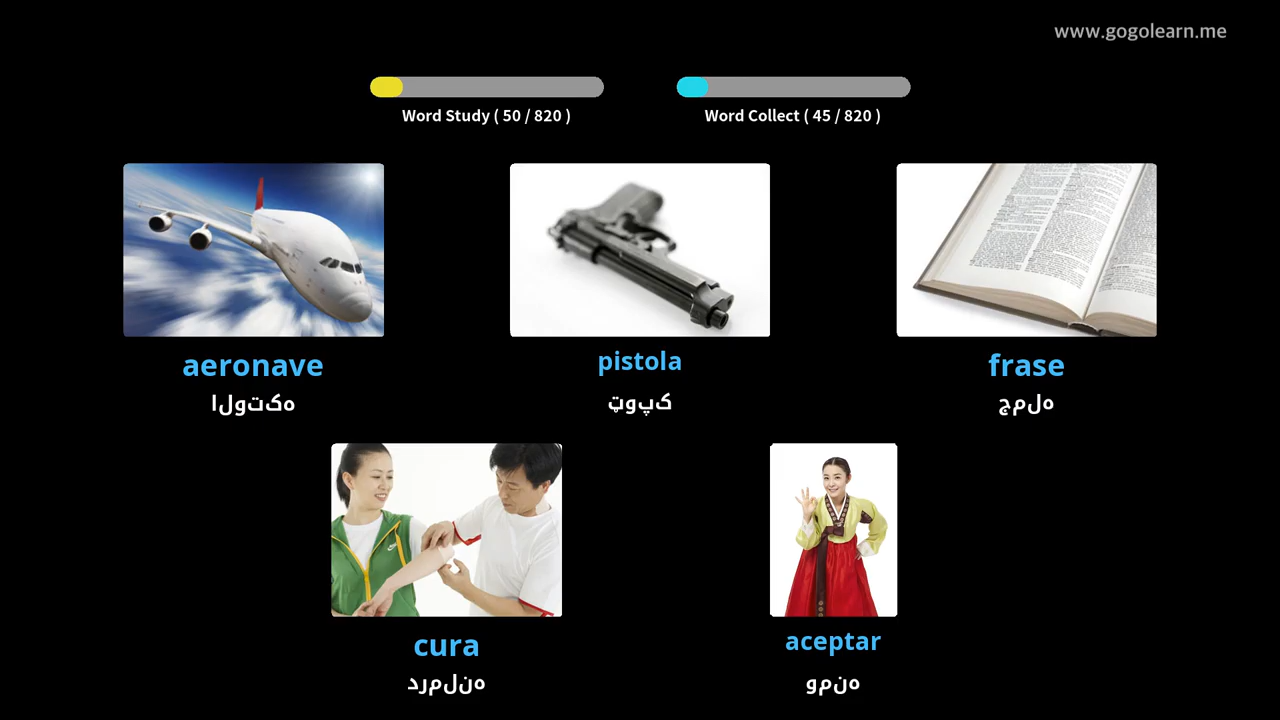 www.gogolearn.me
Word Study ( 50 / 820 )
Word Collect ( 45 / 820 )
aeronave
الوتکه
pistola
ټوپک
frase
جمله
cura
درملنه
aceptar
ومنه